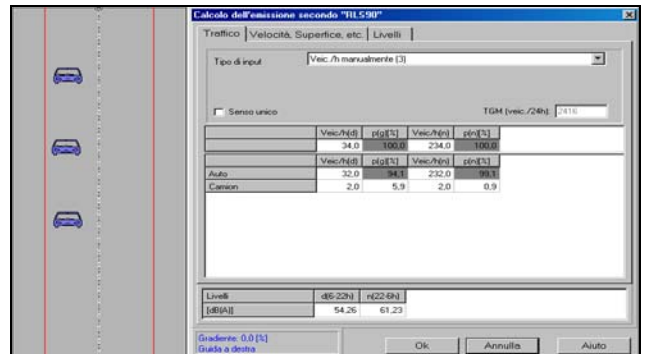 Calcolo dell'emissione secondo "RLS90"
Traffico Velocità, Superfice, etc. Livelli
Tipo di input Veic./h manualmente (3)
Senso unico TGM (veic./24h): 2416
Veic/h(d) p(g)[%] Veic/h(n) p(n)[%]
34,0 100,0 234,0 100,0
Veic/h(d) p(g)[%] Veic/h(n) p(n)[%]
Auto 32,0 94,1 232,0 99,1
Camion 2,0 5,9 2,0 0,9
Livelli d(6-22h) n(22-6h)
[dB(A)] 54,26 61,23
Gradiente: 0,0 [%]
Guida a destra
Ok Annulla Aiuto